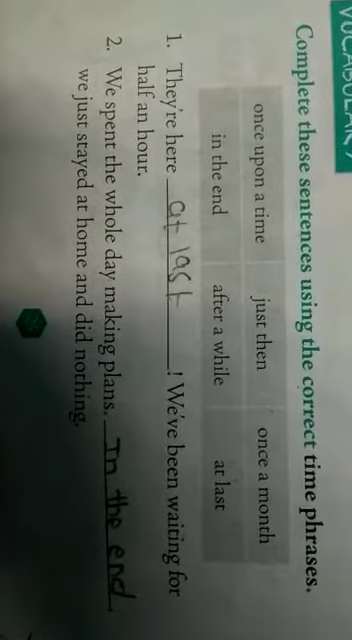 VOCABULARY
Complete these sentences using the correct time phrases.
once upon a time just then once a month
in the end after a while at last
1. They're here at last! We've been waiting for
half an hour.
2. We spent the whole day making plans. In the end,
we just stayed at home and did nothing.